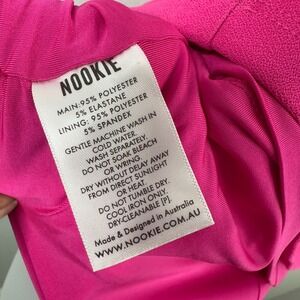 NOOKIE
MAIN: 95% POLYESTER
5% ELASTANE
LINING: 95% POLYESTER
5% SPANDEX
GENTLE MACHINE WASH IN
COLD WATER.
WASH SEPARATELY.
DO NOT SOAK BLEACH
OR WRING.
DRY WITHOUT DELAY AWAY
FROM DIRECT SUNLIGHT
OR HEAT.
DO NOT TUMBLE DRY.
COOL IRON ONLY.
DRY-CLEANABLE [P].
Made & Designed in Australia
WWW.NOOKIE.COM.AU